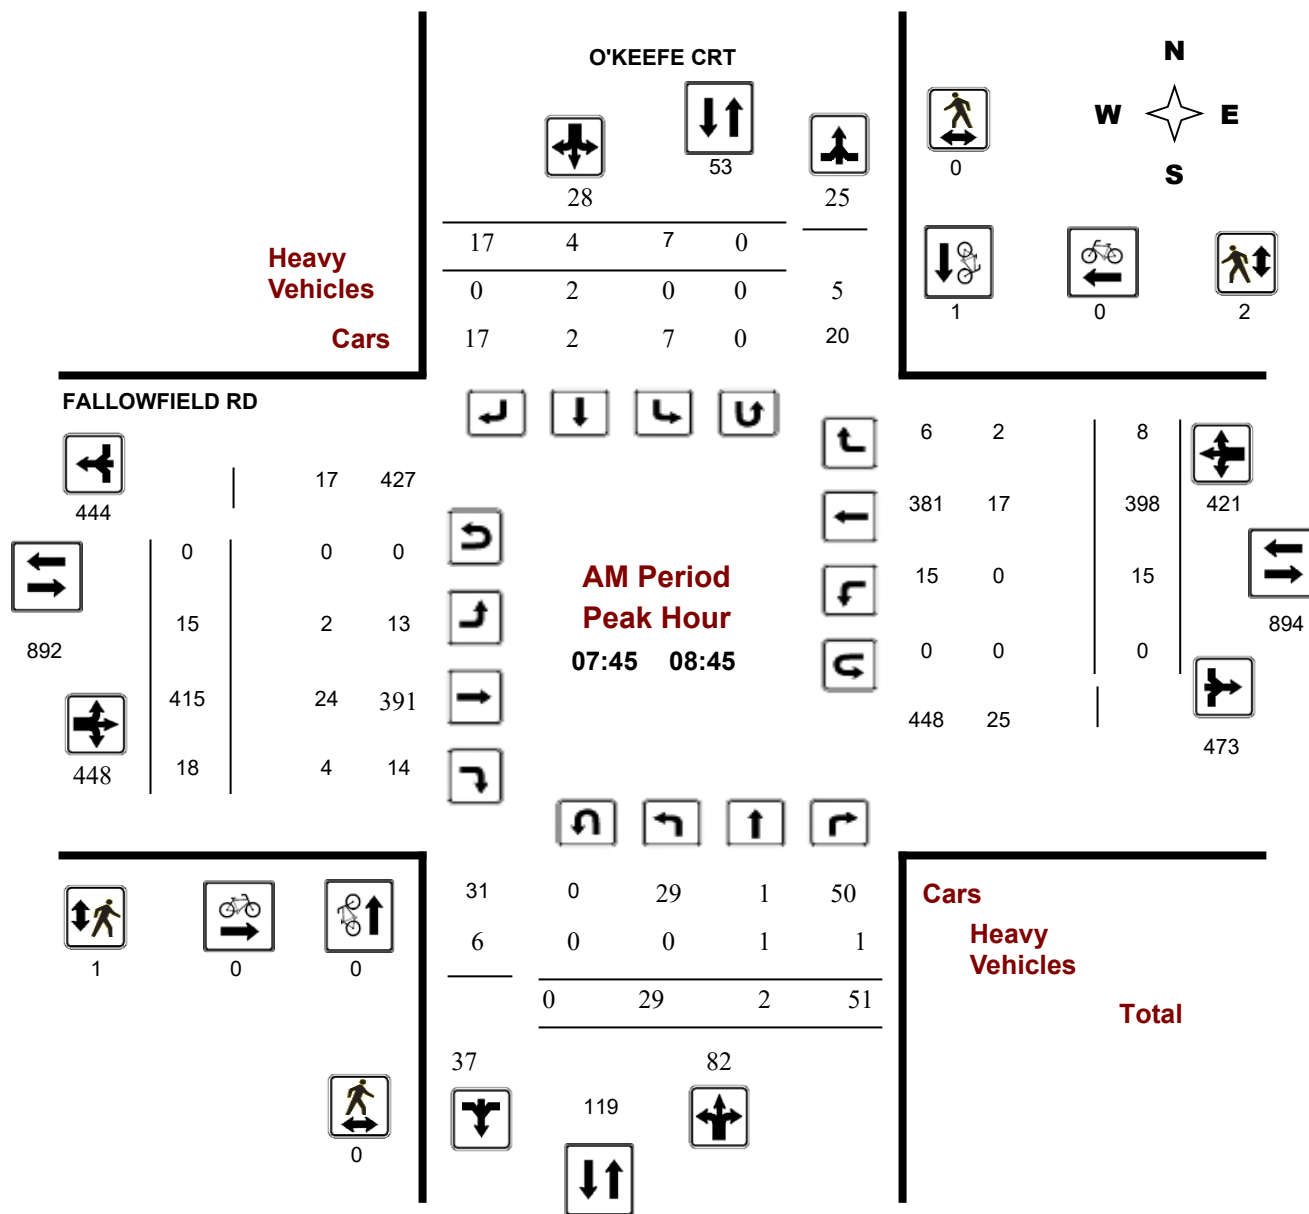 O'KEEFE CRT
N
W E
S
53
0
28 25
17 4 7 0
Heavy
Vehicles
0 2 0 0 5
1 0 2
Cars
17 2 7 0 20
FALLOWFIELD RD
6 2 8
17 427
444
381 17 398 421
0 0 0
AM Period
Peak Hour
15 0 15
15 2 13
894
892
07:45 08:45
0 0 0
415 24 391
448 25
473
448
18 4 14
31 0 29 1 50
Cars
6 0 0 1 1
Heavy
Vehicles
1 0 0
0 29 2 51
Total
37 82
119
0